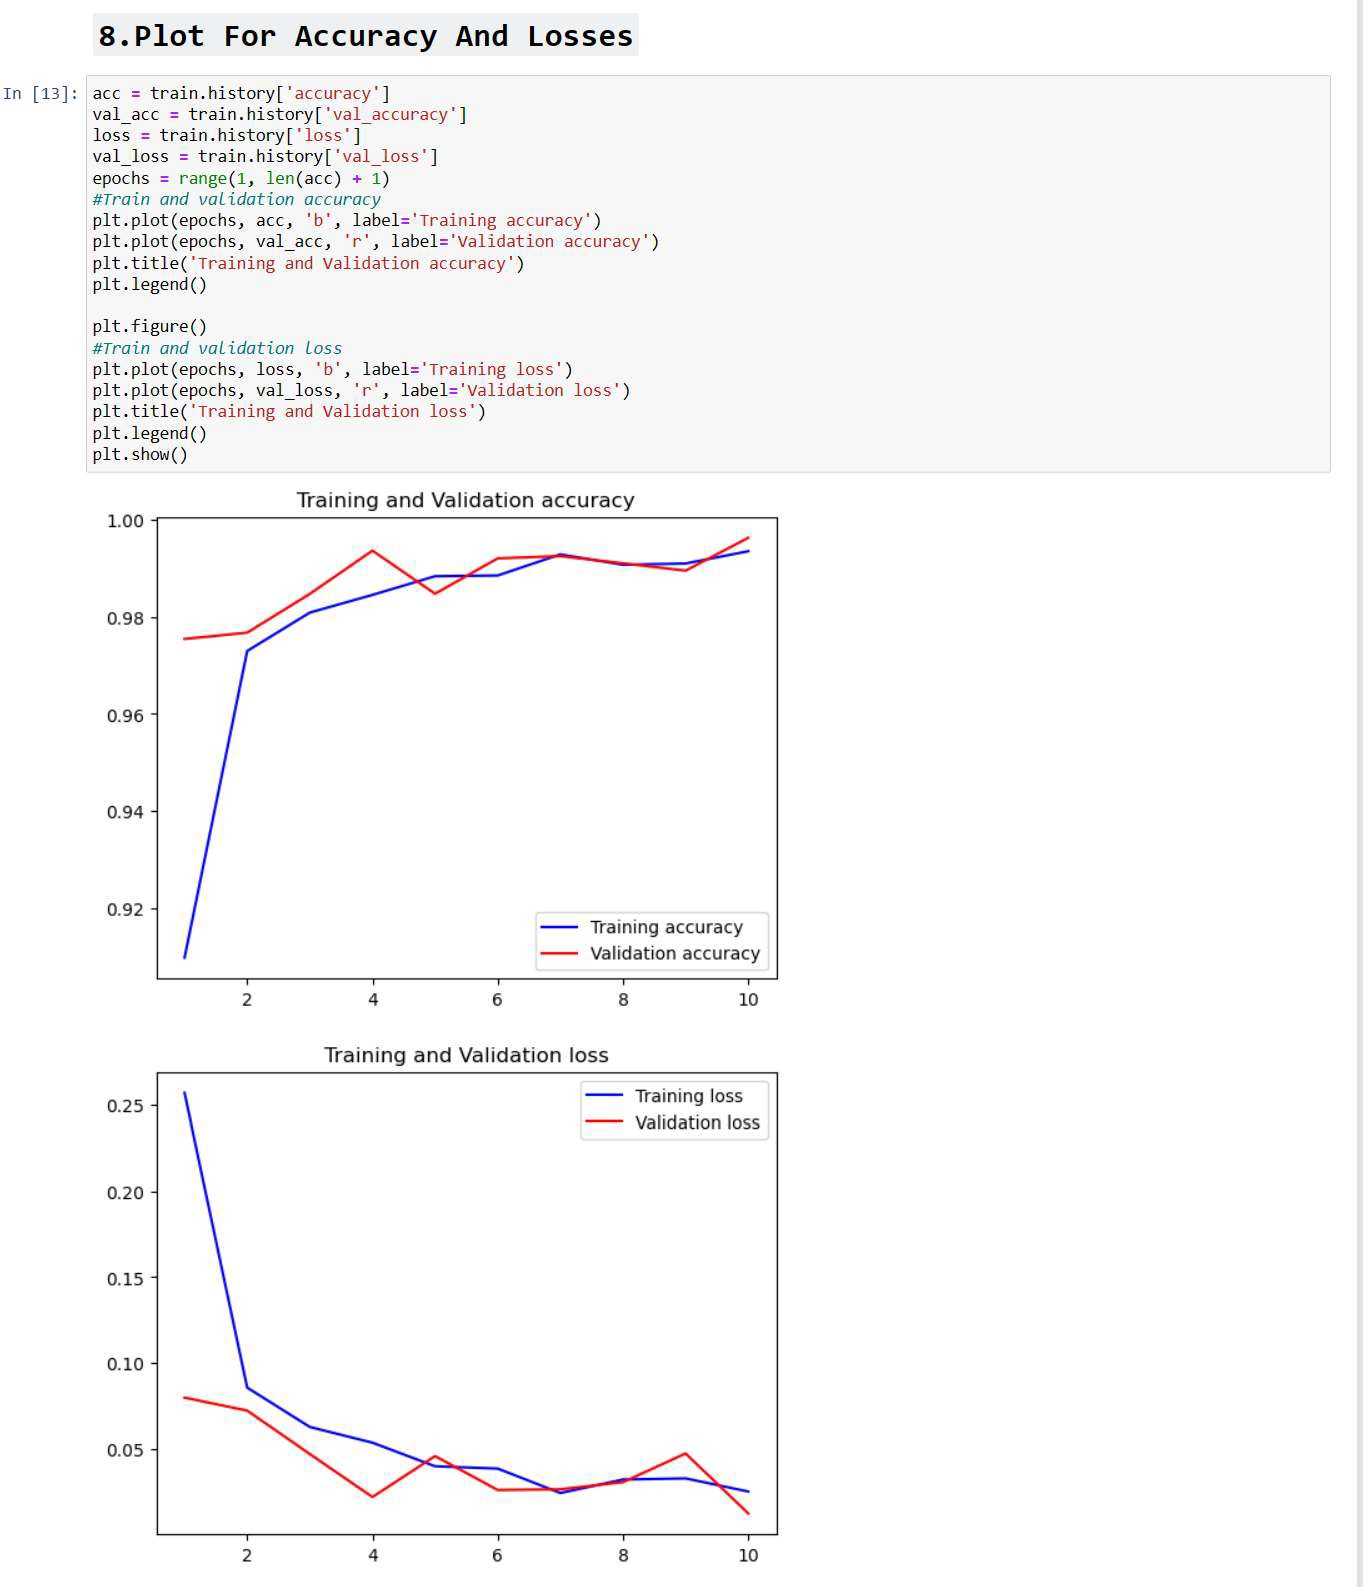 8.Plot For Accuracy And Losses
In [13]:
acc = train.history['accuracy']
val_acc = train.history['val_accuracy']
loss = train.history['loss']
val_loss = train.history['val_loss']
epochs = range(1, len(acc) + 1)
#Train and validation accuracy
plt.plot(epochs, acc, 'b', label='Training accuracy')
plt.plot(epochs, val_acc, 'r', label='Validation accuracy')
plt.title('Training and Validation accuracy')
plt.legend()
plt.figure()
#Train and validation loss
plt.plot(epochs, loss, 'b', label='Training loss')
plt.plot(epochs, val_loss, 'r', label='Validation loss')
plt.title('Training and Validation loss')
plt.legend()
plt.show()
Training and Validation accuracy
1.00
0.98
0.96
0.94
0.92
Training accuracy
Validation accuracy
2 4 6 8 10
Training and Validation loss
0.25
0.20
0.15
0.10
0.05
Training loss
Validation loss
2 4 6 8 10